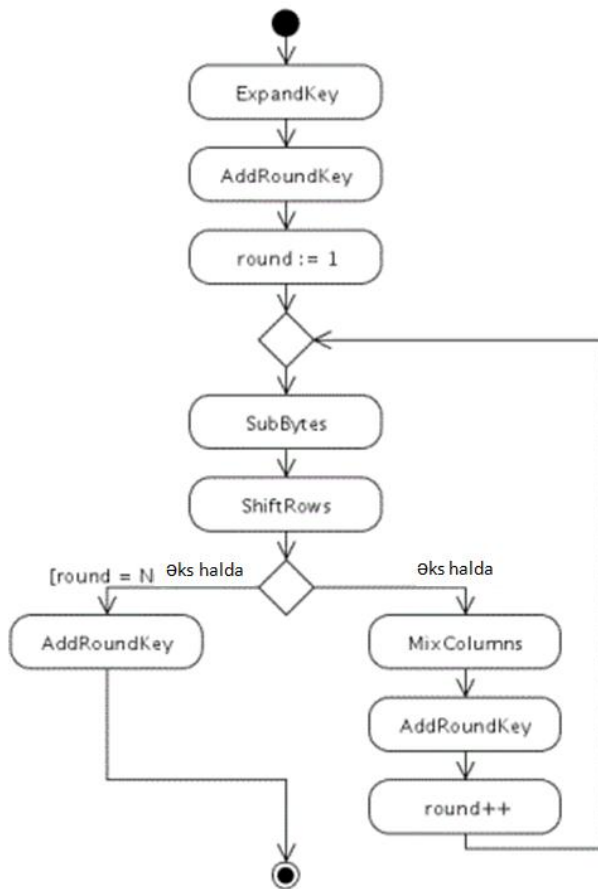 ExpandKey
AddRoundKey
round := 1
SubBytes
ShiftRows
[round = N əks halda
əks halda
AddRoundKey
MixColumns
AddRoundKey
round++